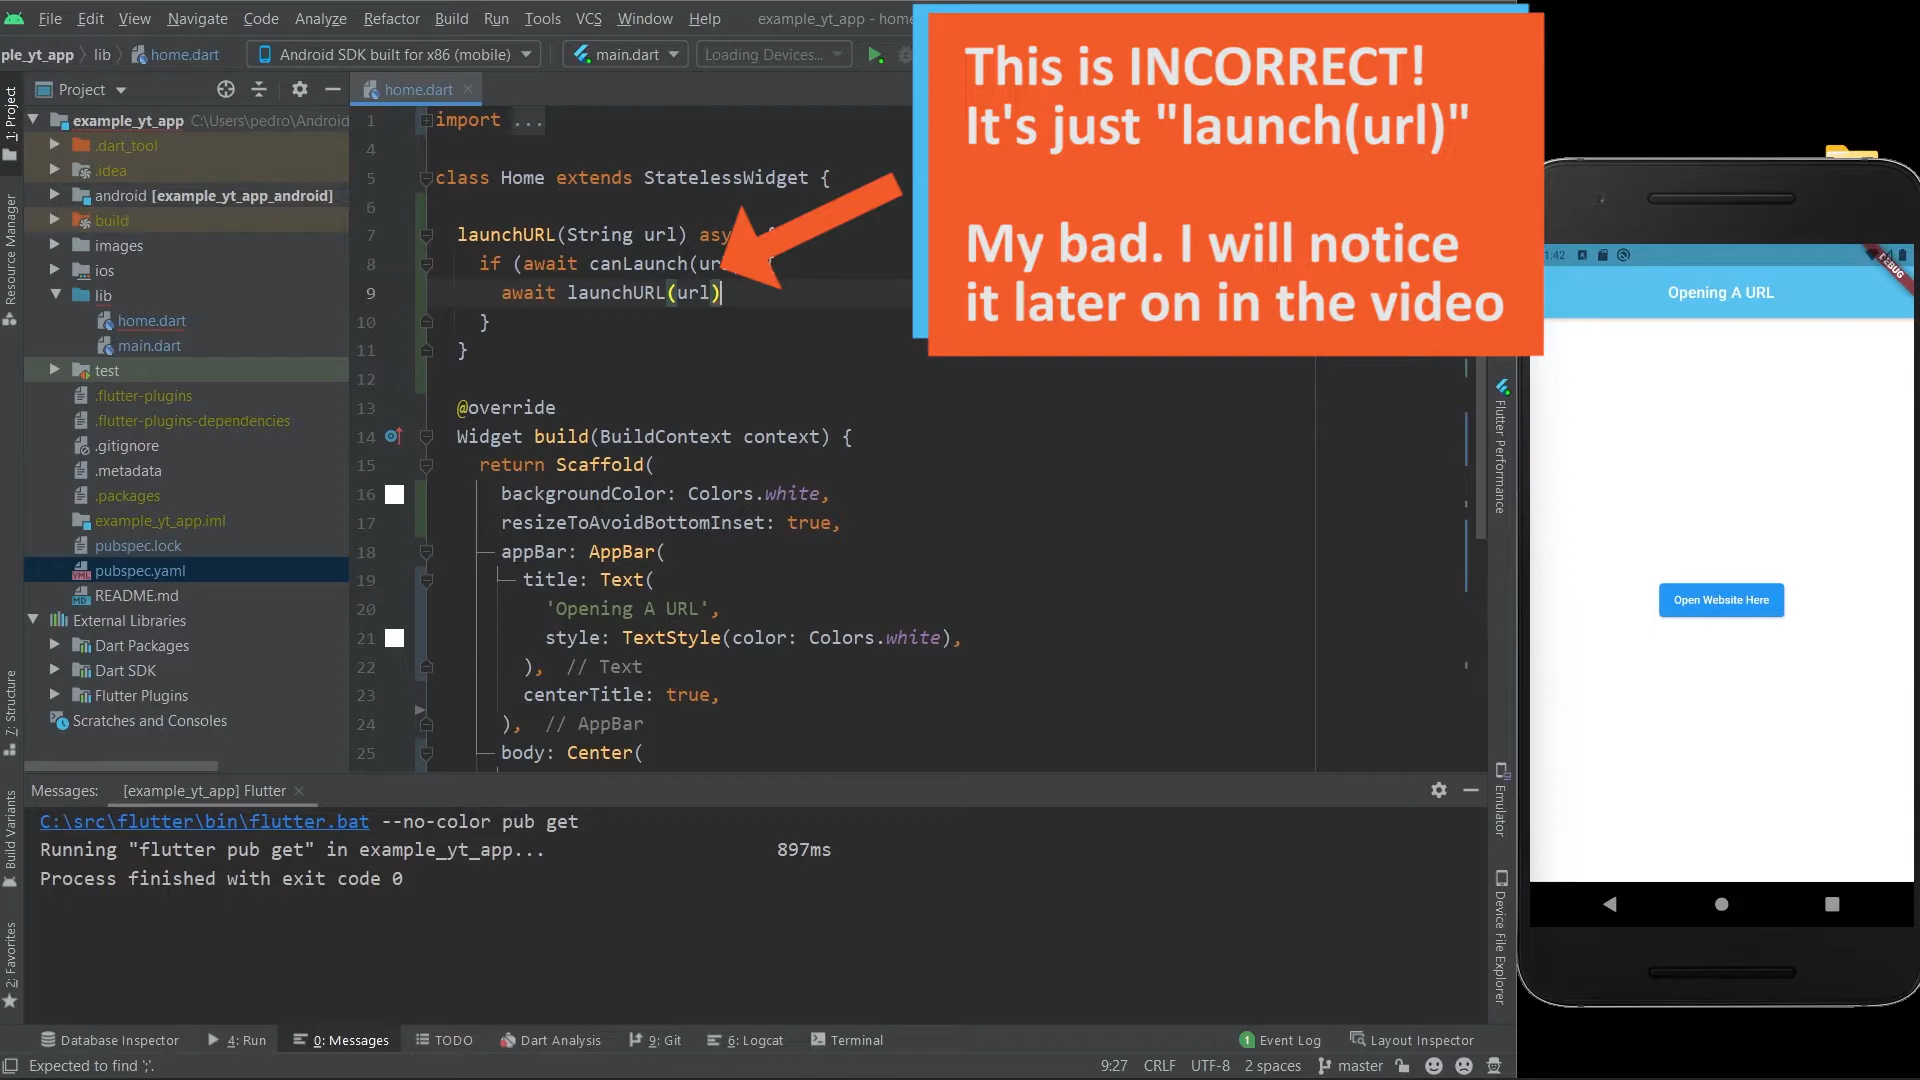 File Edit View Navigate Code Analyze Refactor Build Run Tools VCS Window Help example_yt_app - home
ple_yt_app lib home.dart Android SDK built for x86 (mobile) main.dart Loading Devices...
This is INCORRECT!
It's just "launch(url)"
My bad. I will notice
it later on in the video
Project
home.dart
1: Project
Resource Manager
7: Structure
Build Variants
2: Favorites
example_yt_app C:\Users\pedro\Android
.dart_tool
.idea
android [example_yt_app_android]
build
images
ios
lib
home.dart
main.dart
test
.flutter-plugins
.flutter-plugins-dependencies
.gitignore
.metadata
.packages
example_yt_app.iml
pubspec.lock
pubspec.yaml
README.md
External Libraries
Dart Packages
Dart SDK
Flutter Plugins
Scratches and Consoles
1 import ...
4
5 class Home extends StatelessWidget {
6
7 launchURL(String url) asy {
8 if (await canLaunch(ur {
9 await launchURL(url)
10 }
11 }
12
13 @override
14 Widget build(BuildContext context) {
15 return Scaffold(
16 backgroundColor: Colors.white,
17 resizeToAvoidBottomInset: true,
18 appBar: AppBar(
19 title: Text(
20 'Opening A URL',
21 style: TextStyle(color: Colors.white),
22 ), // Text
23 centerTitle: true,
24 ), // AppBar
25 body: Center(
Flutter Performance
Emulator
Device File Explorer
1:42
DEBUG
Opening A URL
Open Website Here
Messages: [example_yt_app] Flutter
C:\src\flutter\bin\flutter.bat --no-color pub get
Running "flutter pub get" in example_yt_app... 897ms
Process finished with exit code 0
Database Inspector 4: Run 0: Messages TODO Dart Analysis 9: Git 6: Logcat Terminal 1 Event Log Layout Inspector
Expected to find ';'. 9:27 CRLF UTF-8 2 spaces master